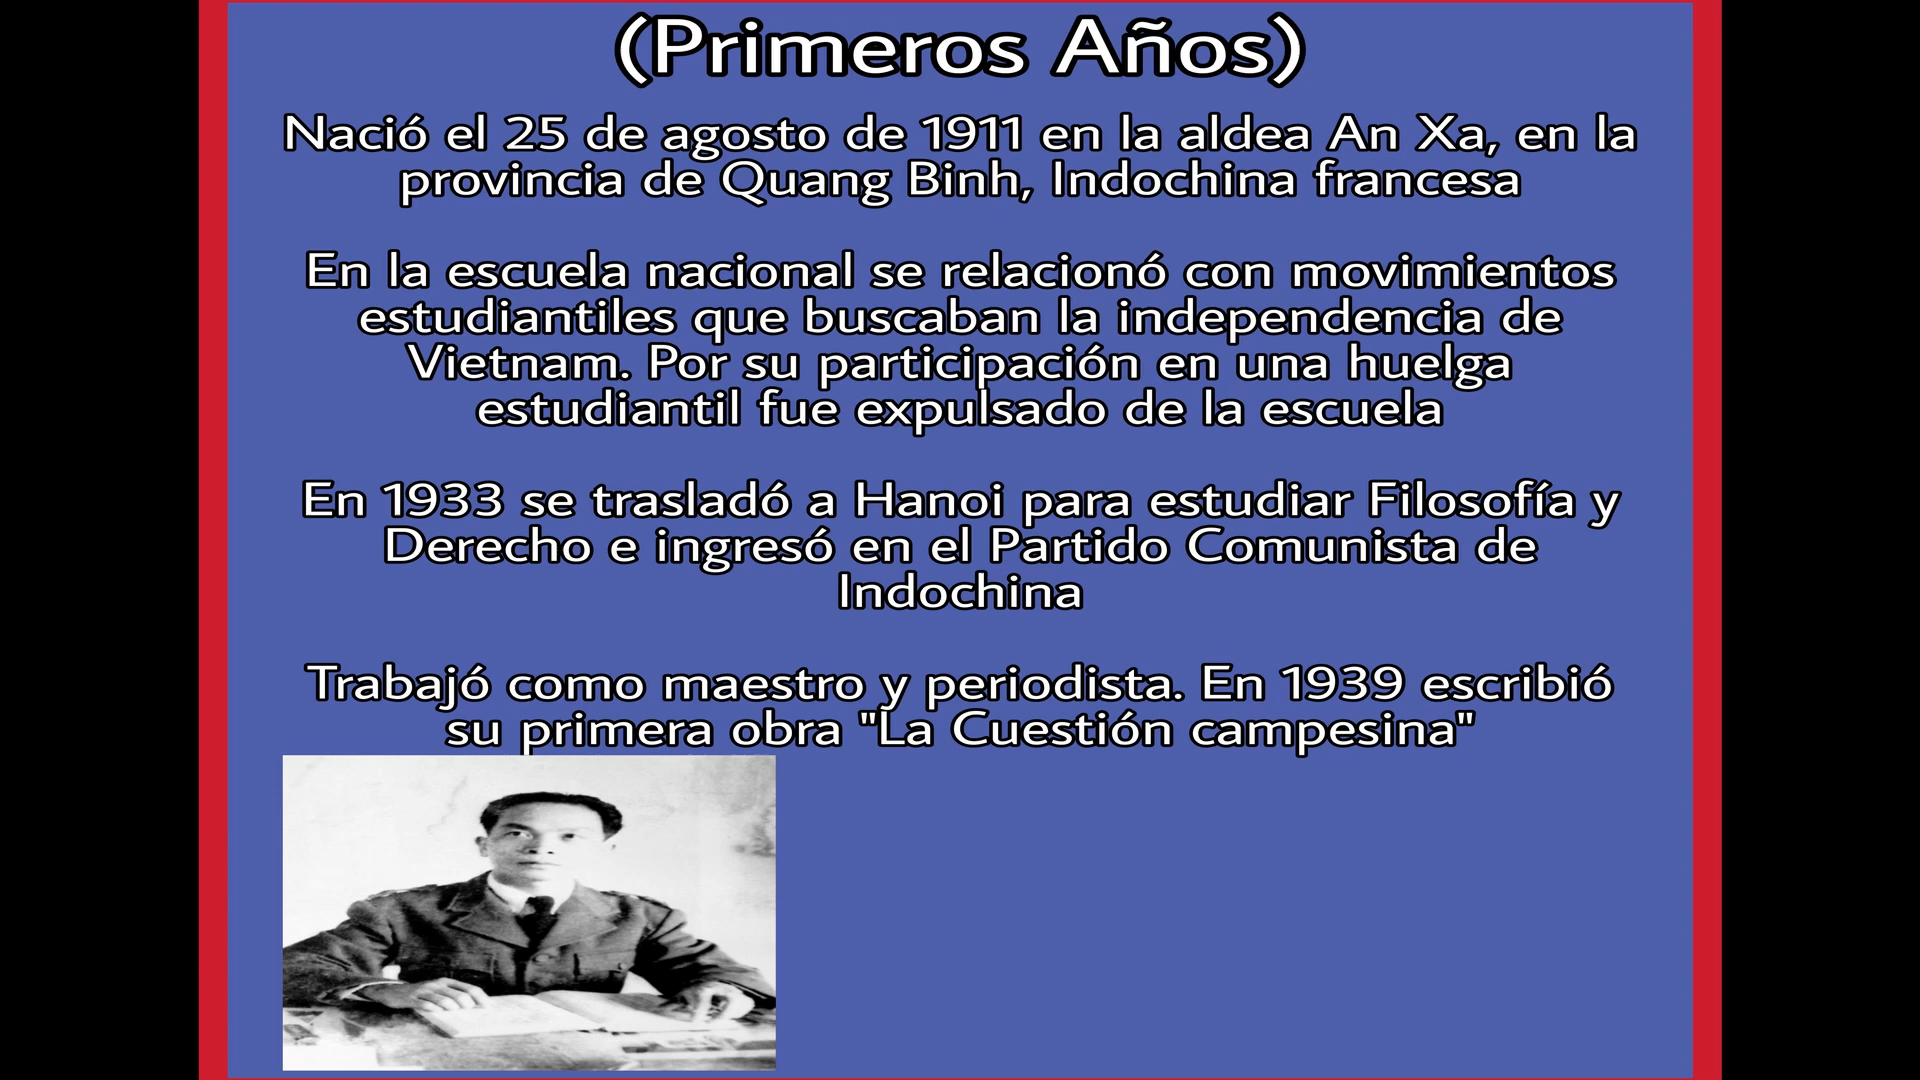 (Primeros Años)
Nació el 25 de agosto de 1911 en la aldea An Xa, en la
provincia de Quang Binh, Indochina francesa
En la escuela nacional se relacionó con movimientos
estudiantiles que buscaban la independencia de
Vietnam. Por su participación en una huelga
estudiantil fue expulsado de la escuela
En 1933 se trasladó a Hanoi para estudiar Filosofía y
Derecho e ingresó en el Partido Comunista de
Indochina
Trabajó como maestro y periodista. En 1939 escribió
su primera obra "La Cuestión campesina"